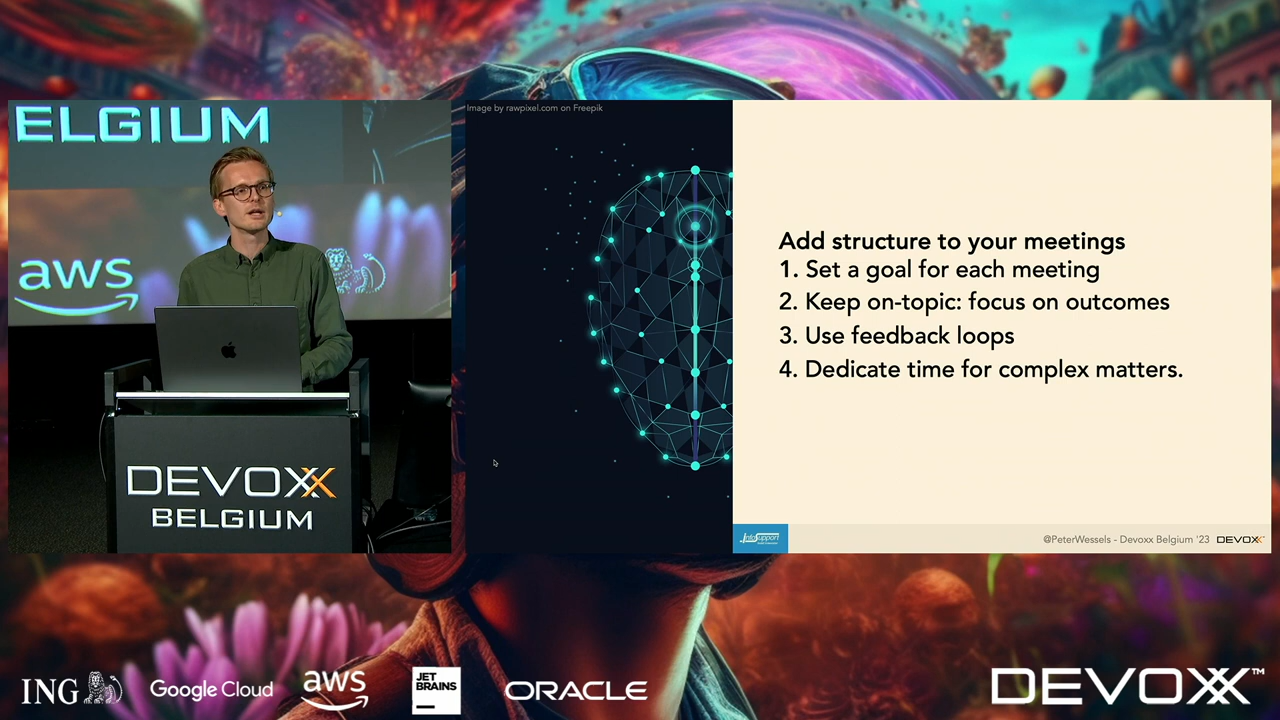 ELGIUM
aws
DEVOXX
BELGIUM
Image by rawpixel.com on Freepik
Add structure to your meetings
1. Set a goal for each meeting
2. Keep on-topic: focus on outcomes
3. Use feedback loops
4. Dedicate time for complex matters.
InfoSupport
@PeterWessels - Devoxx Belgium '23 DEVOXX
ING
Google Cloud
aws
JET
BRAINS
ORACLE
DEVOXX™